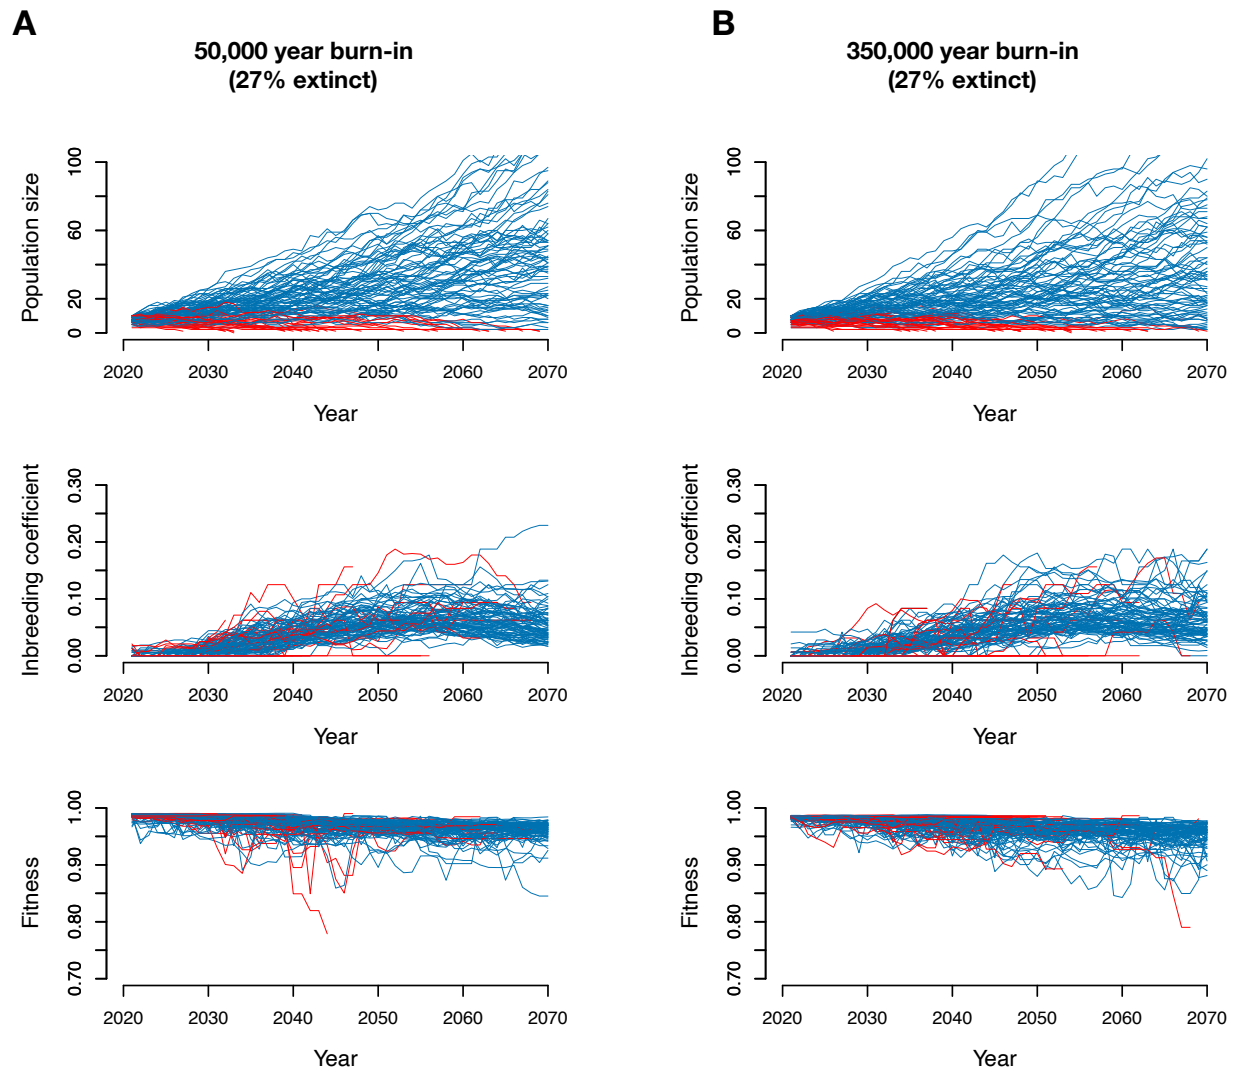 A
50,000 year burn-in
(27% extinct)
Population size
100
60
20
0
2020 2030 2040 2050 2060 2070
Year
Inbreeding coefficient
0.30
0.20
0.10
0.00
2020 2030 2040 2050 2060 2070
Year
Fitness
1.00
0.90
0.80
0.70
2020 2030 2040 2050 2060 2070
Year
B
350,000 year burn-in
(27% extinct)
Population size
100
60
20
0
2020 2030 2040 2050 2060 2070
Year
Inbreeding coefficient
0.30
0.20
0.10
0.00
2020 2030 2040 2050 2060 2070
Year
Fitness
1.00
0.90
0.80
0.70
2020 2030 2040 2050 2060 2070
Year